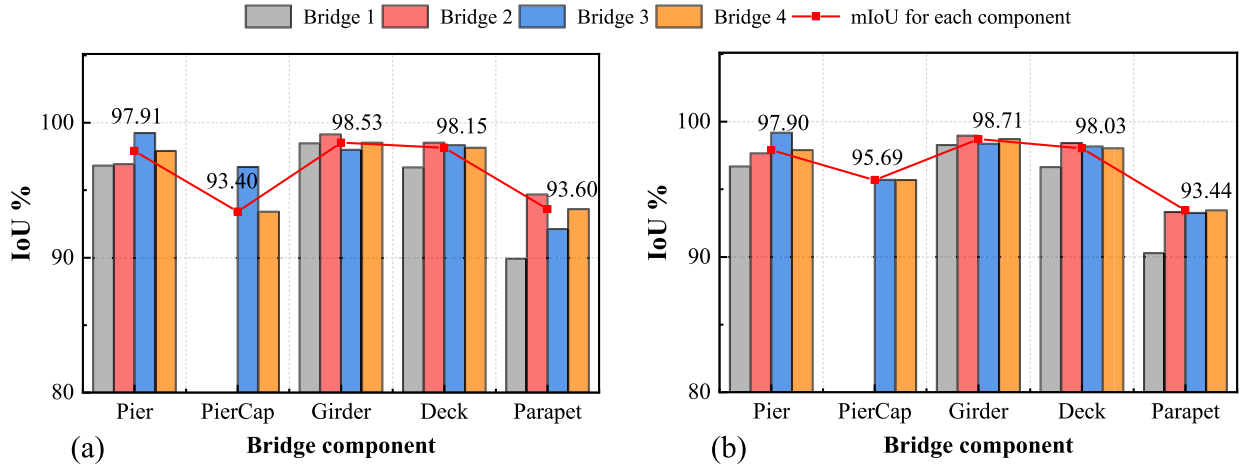 Bridge 1 Bridge 2 Bridge 3 Bridge 4 mIoU for each component
IoU %
100
90
80
97.91
93.40
98.53
98.15
93.60
Pier PierCap Girder Deck Parapet
(a) Bridge component
IoU %
100
90
80
97.90
95.69
98.71
98.03
93.44
Pier PierCap Girder Deck Parapet
(b) Bridge component